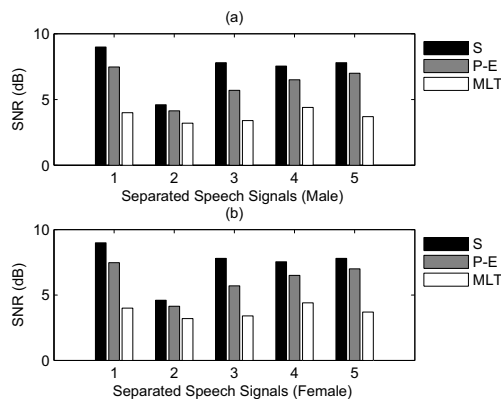 (a)
10
5
0
SNR (dB)
S
P-E
MLT
1 2 3 4 5
Separated Speech Signals (Male)
(b)
10
5
0
SNR (dB)
S
P-E
MLT
1 2 3 4 5
Separated Speech Signals (Female)